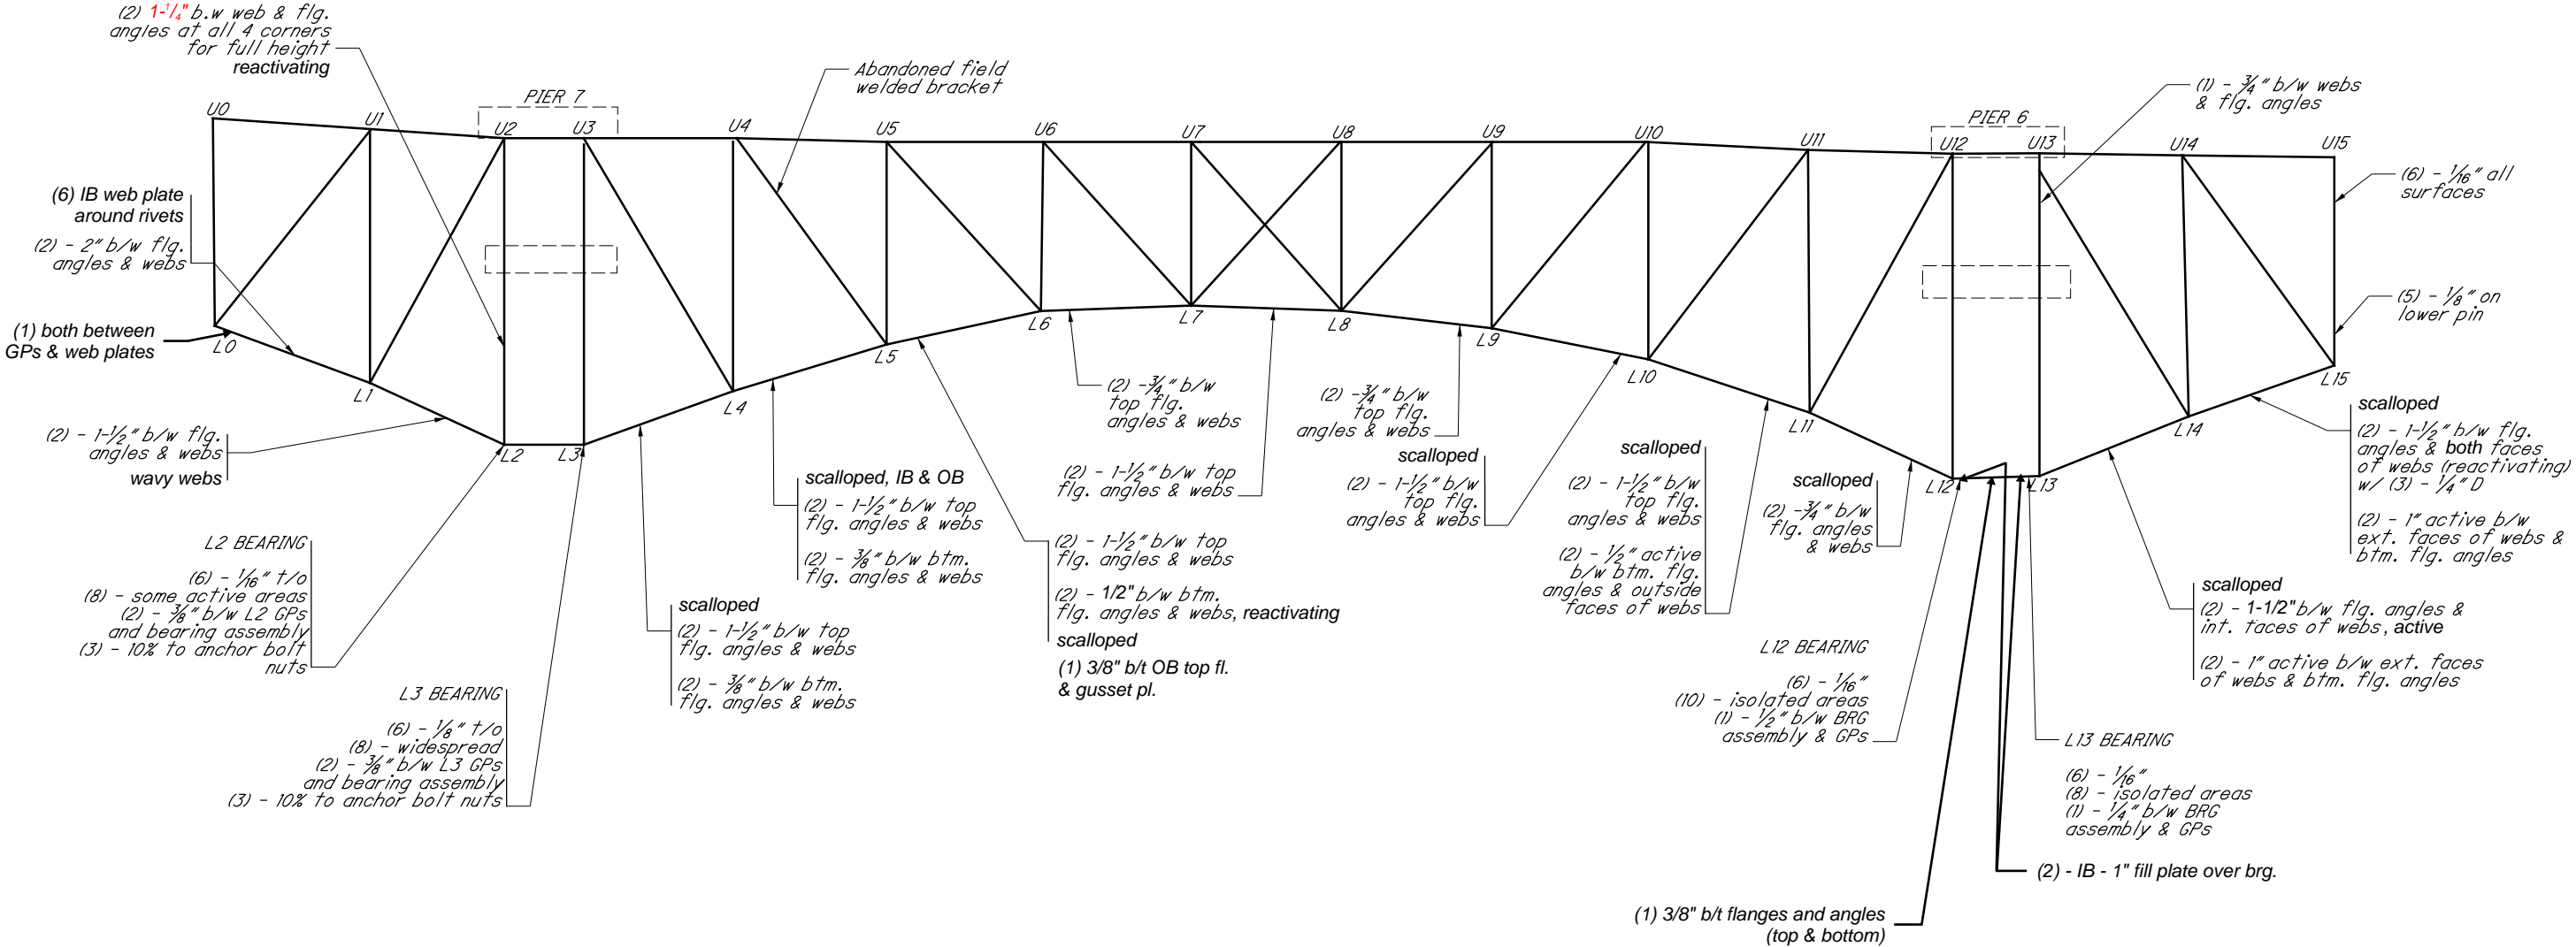 (2) 1-1/4" b.w web & flg.
angles at all 4 corners
for full height
reactivating
Abandoned field
welded bracket
(1) - 3/4" b/w webs
& flg. angles
PIER 7
PIER 6
U0
U1
U2
U3
U4
U5
U6
U7
U8
U9
U10
U11
U12
U13
U14
U15
(6) - 1/16" all
surfaces
(6) IB web plate
around rivets
(2) - 2" b/w flg.
angles & webs
(5) - 1/8" on
lower pin
(1) both between
GPs & web plates
L0
L1
L2
L3
L4
L5
L6
L7
L8
L9
L10
L11
L12
L13
L14
L15
(2) - 1-1/2" b/w flg.
angles & webs
wavy webs
L2 BEARING
(6) - 1/16" t/o
(8) - some active areas
(2) - 3/8" b/w L2 GPs
and bearing assembly
(3) - 10% to anchor bolt
nuts
L3 BEARING
(6) - 1/8" t/o
(8) - widespread
(2) - 3/8" b/w L3 GPs
and bearing assembly
(3) - 10% to anchor bolt nuts
scalloped
(2) - 1-1/2" b/w top
flg. angles & webs
(2) - 3/8" b/w btm.
flg. angles & webs
scalloped, IB & OB
(2) - 1-1/2" b/w top
flg. angles & webs
(2) - 3/8" b/w btm.
flg. angles & webs
(2) - 1-1/2" b/w top
flg. angles & webs
(2) - 1/2" b/w btm.
flg. angles & webs, reactivating
scalloped
(1) 3/8" b/t OB top fl.
& gusset pl.
(2) -3/4" b/w
top flg.
angles & webs
(2) - 1-1/2" b/w top
flg. angles & webs
(2) -3/4" b/w
top flg.
angles & webs
scalloped
(2) - 1-1/2" b/w
top flg.
angles & webs
scalloped
(2) - 1-1/2" b/w
top flg.
angles & webs
(2) - 1/2" active
b/w btm. flg.
angles & outside
faces of webs
scalloped
(2) -3/4" b/w
flg. angles
& webs
L12 BEARING
(6) - 1/16"
(10) - isolated areas
(1) - 1/2" b/w BRG
assembly & GPs
L13 BEARING
(6) - 1/16"
(8) - isolated areas
(1) - 1/4" b/w BRG
assembly & GPs
scalloped
(2) - 1-1/2" b/w flg.
angles & both faces
of webs (reactivating)
w/ (3) - 1/4" D
(2) - 1" active b/w
ext. faces of webs &
btm. flg angles
scalloped
(2) - 1-1/2" b/w flg. angles &
int. faces of webs, active
(2) - 1" active b/w ext. faces
of webs & btm. flg angles
(2) - IB - 1" fill plate over brg.
(1) 3/8" b/t flanges and angles
(top & bottom)